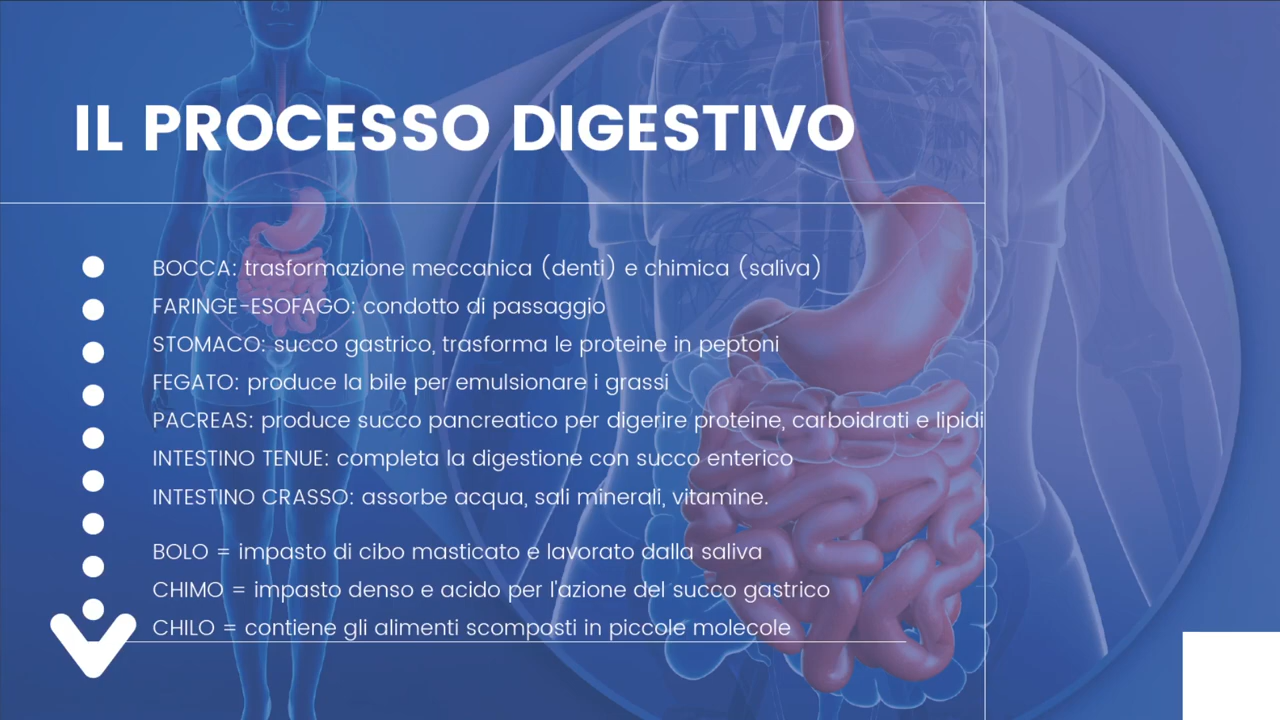 IL PROCESSO DIGESTIVO
BOCCA: trasformazione meccanica (denti) e chimica (saliva)
FARINGE-ESOFAGO: condotto di passaggio
STOMACO: succo gastrico, trasforma le proteine in peptoni
FEGATO: produce la bile per emulsionare i grassi
PACREAS: produce succo pancreatico per digerire proteine, carboidrati e lipidi
INTESTINO TENUE: completa la digestione con succo enterico
INTESTINO CRASSO: assorbe acqua, sali minerali, vitamine.
BOLO = impasto di cibo masticato e lavorato dalla saliva
CHIMO = impasto denso e acido per l'azione del succo gastrico
CHILO = contiene gli alimenti scomposti in piccole molecole